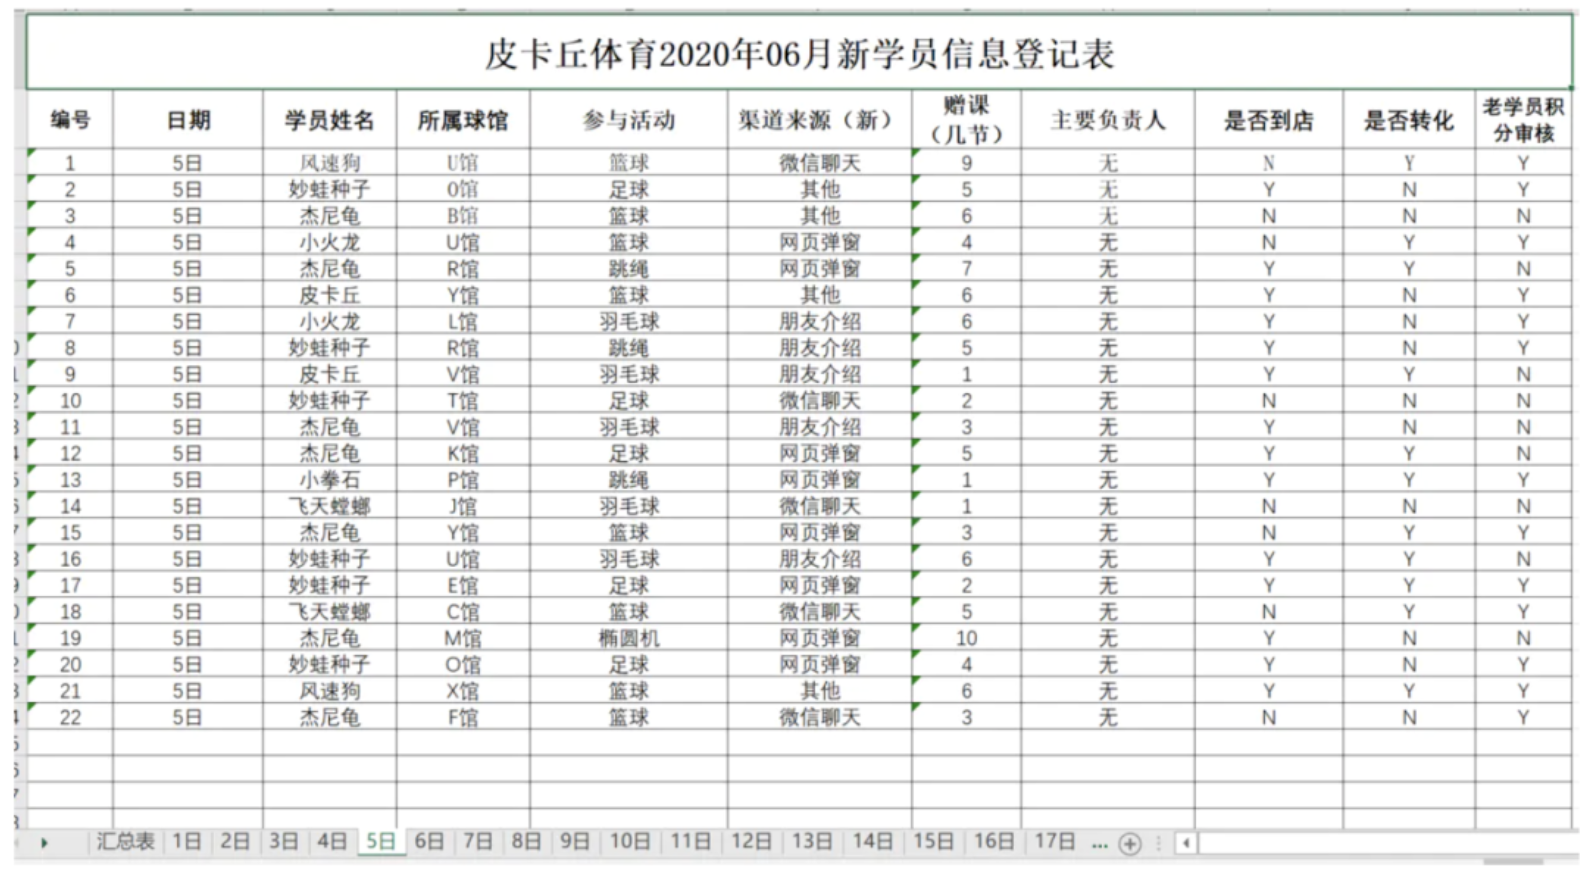 皮卡丘体育2020年06月新学员信息登记表
编号 日期 学员姓名 所属球馆 参与活动 渠道来源（新） 赠课（几节） 主要负责人 是否到店 是否转化 老学员积分审核
1 5日 风速狗 U馆 篮球 微信聊天 9 无 N Y Y
2 5日 妙蛙种子 O馆 足球 其他 5 无 Y N Y
3 5日 杰尼龟 B馆 篮球 其他 6 无 N N N
4 5日 小火龙 U馆 篮球 网页弹窗 4 无 N Y Y
5 5日 杰尼龟 R馆 跳绳 网页弹窗 7 无 Y Y N
6 5日 皮卡丘 Y馆 篮球 其他 6 无 Y N Y
7 5日 小火龙 L馆 羽毛球 朋友介绍 6 无 Y N Y
8 5日 妙蛙种子 R馆 跳绳 朋友介绍 5 无 Y N Y
9 5日 皮卡丘 V馆 羽毛球 朋友介绍 1 无 Y Y N
10 5日 妙蛙种子 T馆 足球 微信聊天 2 无 N N N
11 5日 杰尼龟 V馆 羽毛球 朋友介绍 3 无 Y N N
12 5日 杰尼龟 K馆 足球 网页弹窗 5 无 Y Y N
13 5日 小拳石 P馆 跳绳 网页弹窗 1 无 Y Y Y
14 5日 飞天螳螂 J馆 羽毛球 微信聊天 1 无 N N N
15 5日 杰尼龟 Y馆 篮球 网页弹窗 3 无 N Y Y
16 5日 妙蛙种子 U馆 羽毛球 朋友介绍 6 无 Y Y N
17 5日 妙蛙种子 E馆 足球 网页弹窗 2 无 Y Y Y
18 5日 飞天螳螂 C馆 篮球 微信聊天 5 无 N Y Y
19 5日 杰尼龟 M馆 椭圆机 网页弹窗 10 无 Y N N
20 5日 妙蛙种子 O馆 足球 网页弹窗 4 无 Y N Y
21 5日 风速狗 X馆 篮球 其他 6 无 Y Y Y
22 5日 杰尼龟 F馆 篮球 微信聊天 3 无 N N Y
汇总表 1日 2日 3日 4日 5日 6日 7日 8日 9日 10日 11日 12日 13日 14日 15日 16日 17日 ...